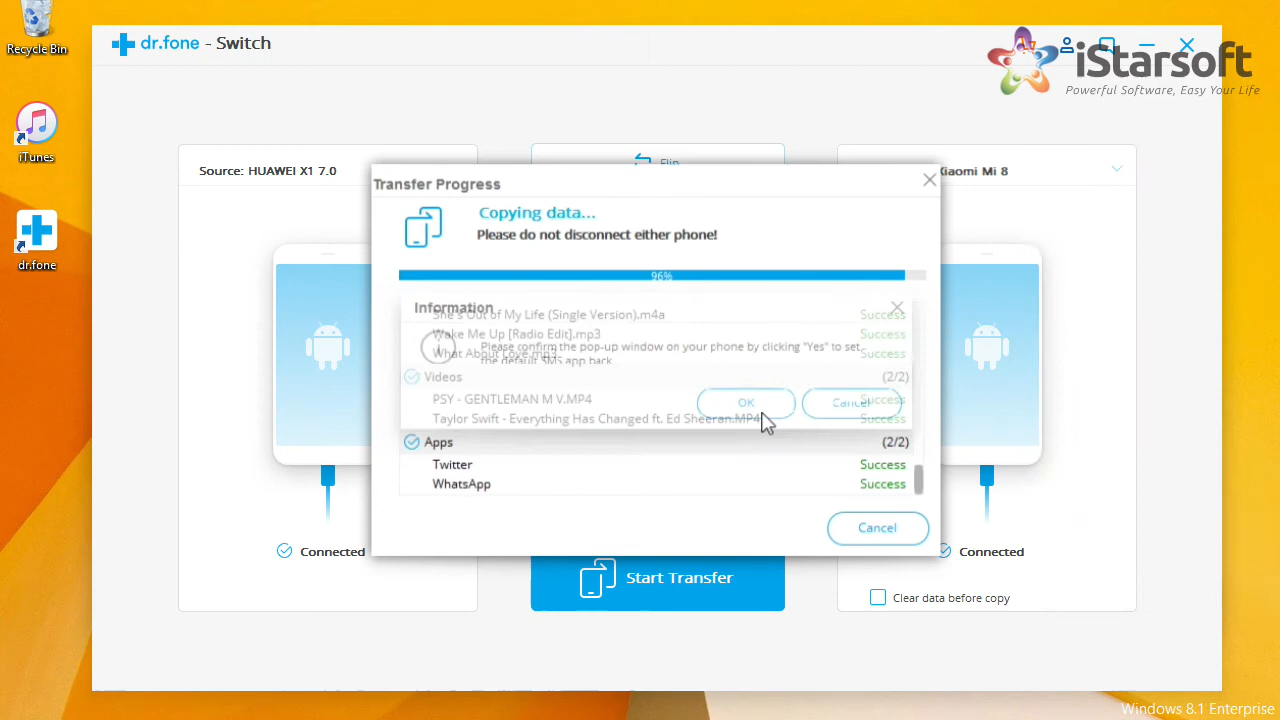 Recycle Bin
iTunes
dr.fone
dr.fone - Switch
iStarsoft
Powerful Software, Easy Your Life
Source: HUAWEI X1 7.0
Flip
Xiaomi Mi 8
Transfer Progress
Copying data...
Please do not disconnect either phone!
96%
Information
She's Out of My Life (Single Version).m4a Success
Wake Me Up [Radio Edit].mp3 Success
Please confirm the pop-up window on your phone by clicking "Yes" to set
the default SMS app back.
What About Love.mp3 Success
Videos (2/2)
PSY - GENTLEMAN M V.MP4 Success
OK Cancel
Taylor Swift - Everything Has Changed ft. Ed Sheeran.MP4 Success
Apps (2/2)
Twitter Success
WhatsApp Success
Cancel
Connected
Start Transfer
Connected
Clear data before copy
Windows 8.1 Enterprise